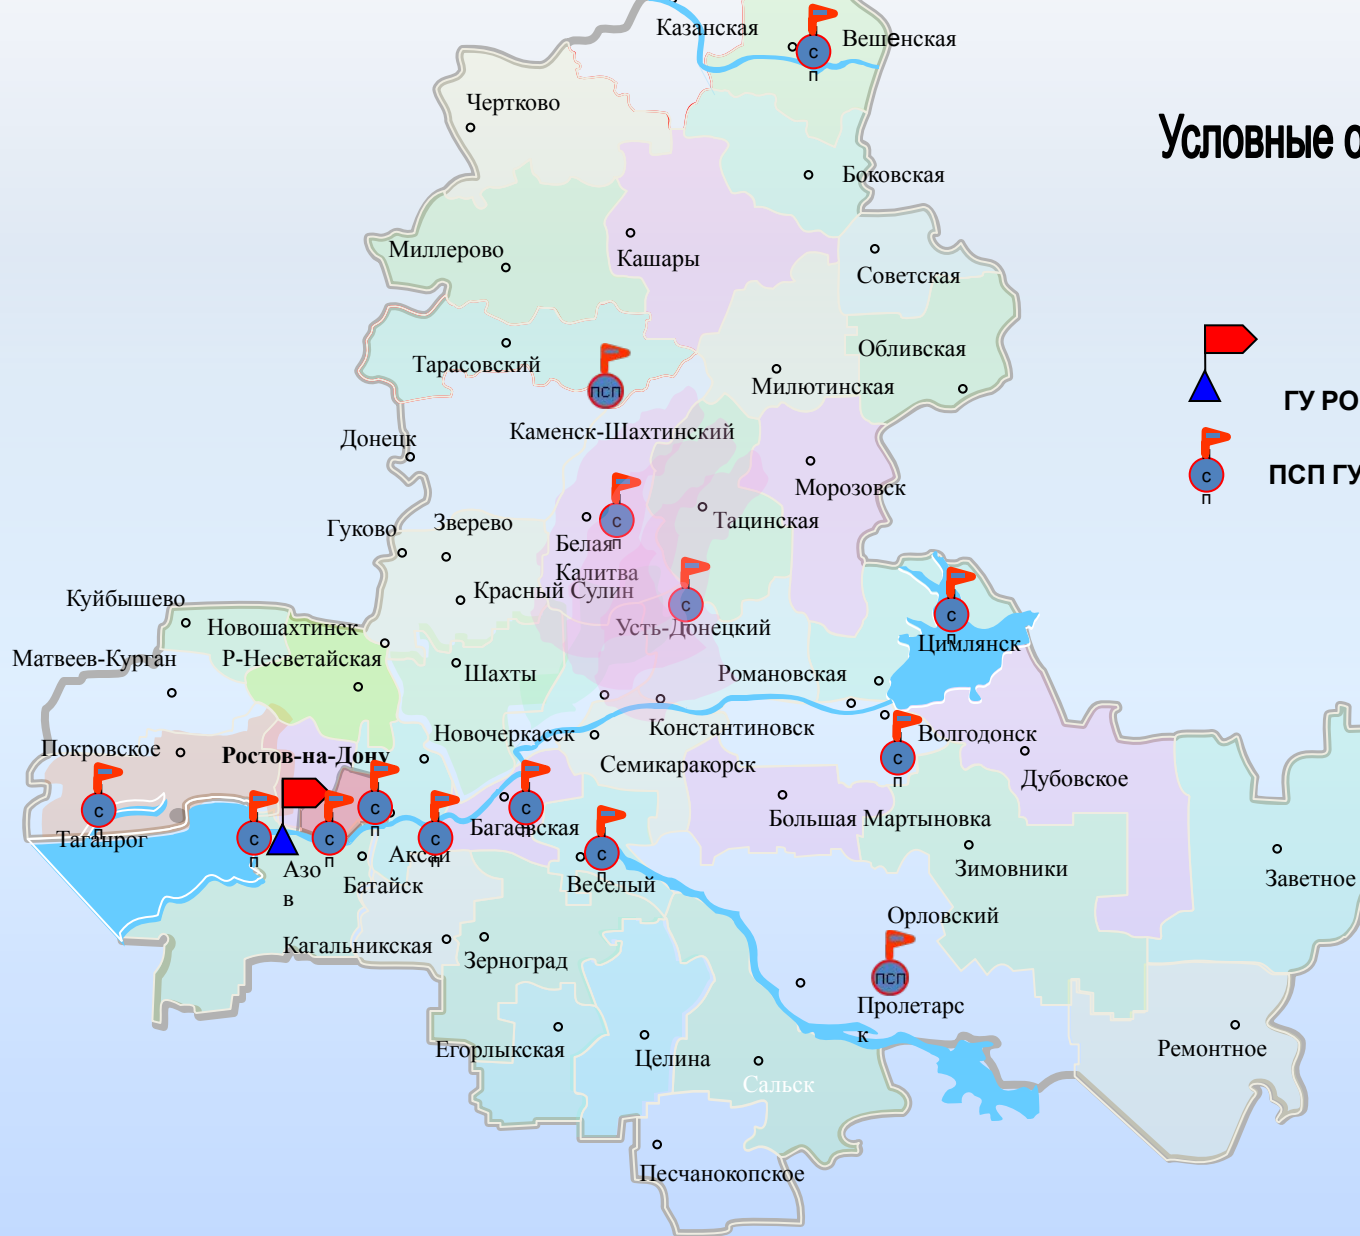 Казанская
Вешенская
С
П
Чертково
Условные о
Боковская
Миллерово
Кашары
Советская
Обливская
Тарасовский
Милютинская
ПСП
ГУ РО
Каменск-Шахтинский
Донецк
С
П
ПСП ГУ
Морозовск
Гуково
Зверево
Тацинская
С
П
Белая
Калитва
Красный Сулин
С
П
Усть-Донецкий
Куйбышево
Новошахтинск
С
П
Цимлянск
Матвеев-Курган
Р-Несветайская
Шахты
Романовская
Константиновск
Новочеркасск
Волгодонск
С
П
Покровское
Ростов-на-Дону
Семикаракорск
Дубовское
С
П
Таганрог
С
П
С
П
С
П
С
П
С
П
Багаевская
Большая Мартыновка
Аксай
Азо
в
Батайск
С
П
Веселый
Зимовники
Заветное
Орловский
Кагальникская
Зерноград
ПСП
Пролетарс
к
Егорлыкская
Целина
Сальск
Ремонтное
Песчанокопское